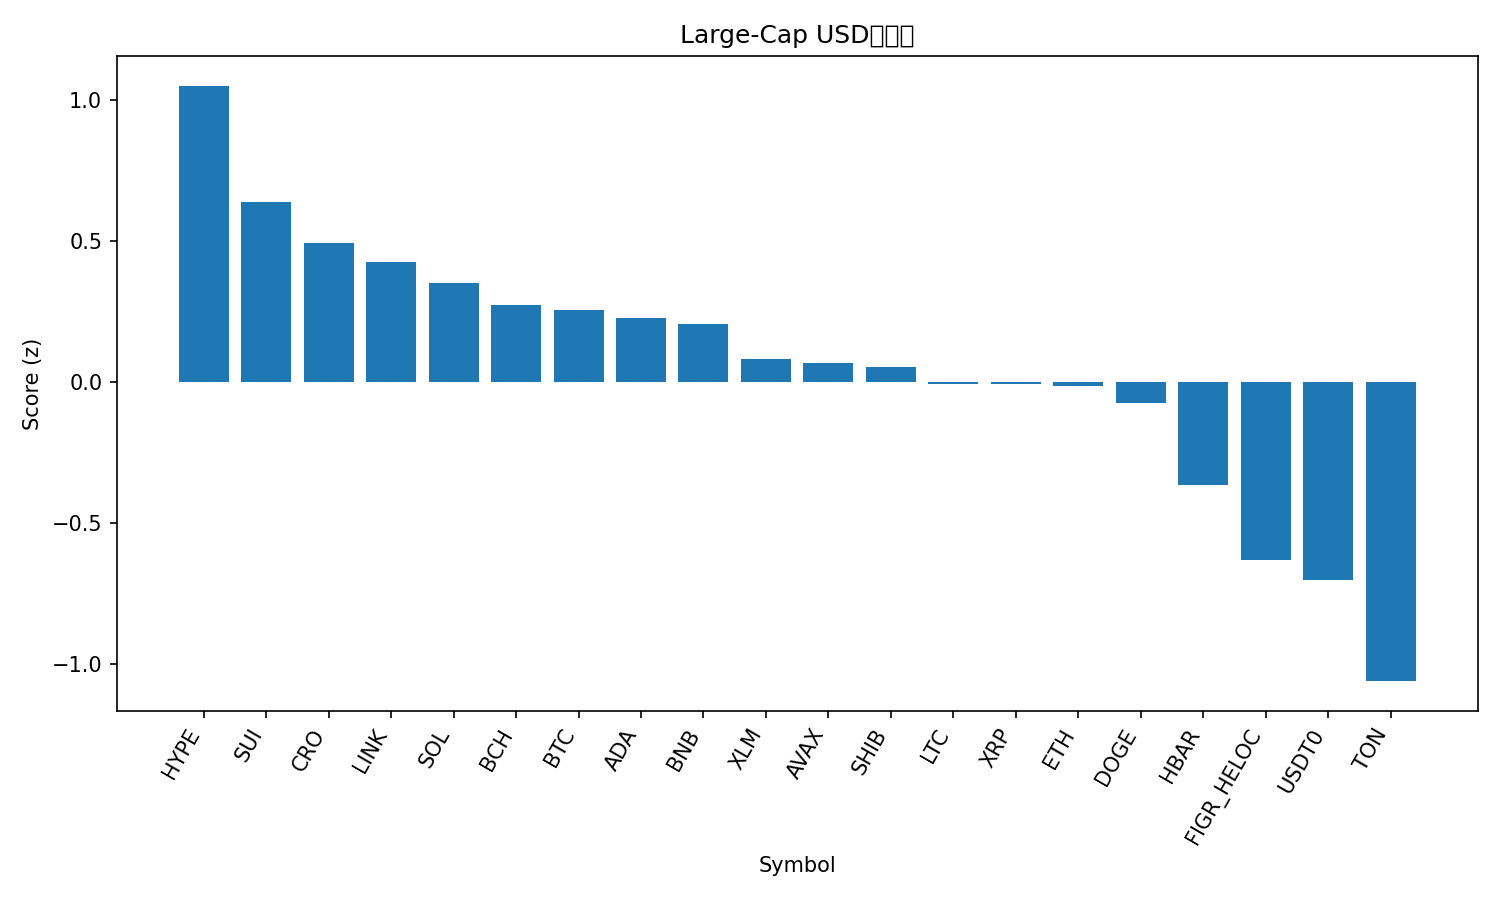 Large-Cap USD
Score (z)
1.0
0.5
0.0
−0.5
−1.0
HYPE
SUI
CRO
LINK
SOL
BCH
BTC
ADA
BNB
XLM
AVAX
SHIB
LTC
XRP
ETH
DOGE
HBAR
FIGR_HELOC
USDT0
TON
Symbol